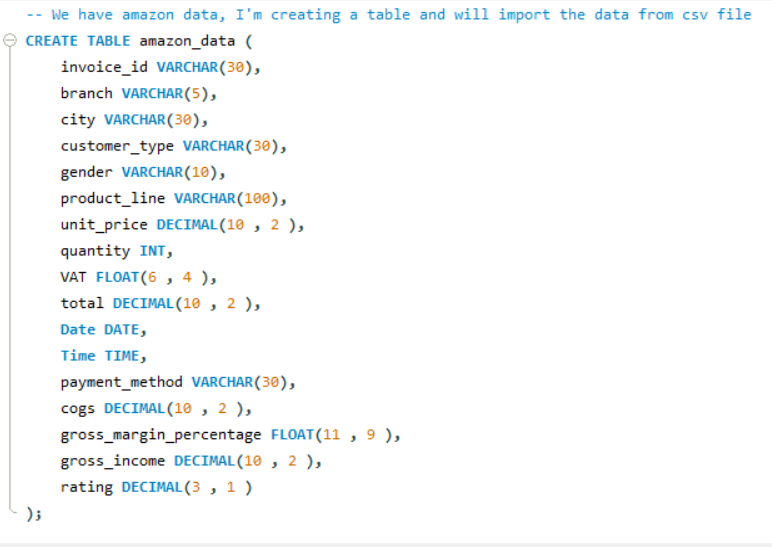 -- We have amazon data, I'm creating a table and will import the data from csv file
CREATE TABLE amazon_data (
invoice_id VARCHAR(30),
branch VARCHAR(5),
city VARCHAR(30),
customer_type VARCHAR(30),
gender VARCHAR(10),
product_line VARCHAR(100),
unit_price DECIMAL(10 , 2 ),
quantity INT,
VAT FLOAT(6 , 4 ),
total DECIMAL(10 , 2 ),
Date DATE,
Time TIME,
payment_method VARCHAR(30),
cogs DECIMAL(10 , 2 ),
gross_margin_percentage FLOAT(11 , 9 ),
gross_income DECIMAL(10 , 2 ),
rating DECIMAL(3 , 1 )
);